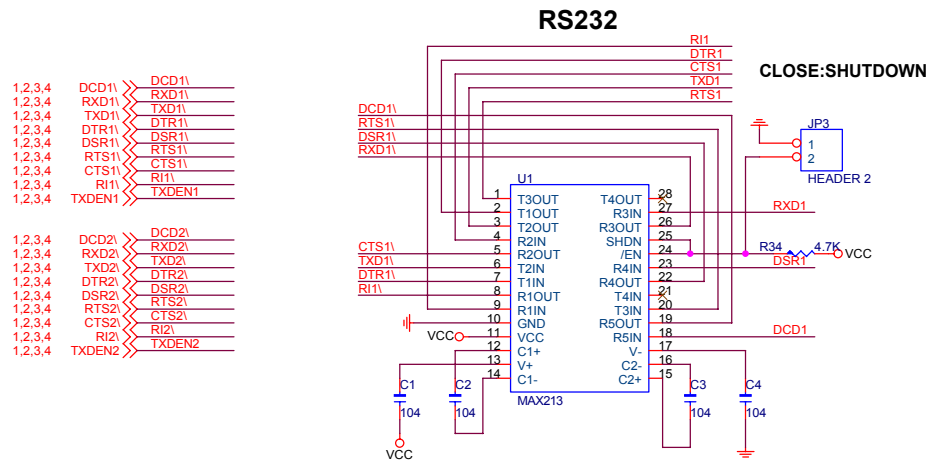 RS232
RI1
DTR1
CTS1
TXD1
RTS1
CLOSE:SHUTDOWN
1,2,3,4 DCD1\ DCD1\
1,2,3,4 RXD1\ RXD1\
1,2,3,4 TXD1\ TXD1\
1,2,3,4 DTR1\ DTR1\
1,2,3,4 DSR1\ DSR1\
1,2,3,4 RTS1\ RTS1\
1,2,3,4 CTS1\ CTS1\
1,2,3,4 RI1\ RI1\
1,2,3,4 TXDEN1 TXDEN1
1,2,3,4 DCD2\ DCD2\
1,2,3,4 RXD2\ RXD2\
1,2,3,4 TXD2\ TXD2\
1,2,3,4 DTR2\ DTR2\
1,2,3,4 DSR2\ DSR2\
1,2,3,4 RTS2\ RTS2\
1,2,3,4 CTS2\ CTS2\
1,2,3,4 RI2\ RI2\
1,2,3,4 TXDEN2 TXDEN2
DCD1\
RTS1\
DSR1\
RXD1\
JP3
1
2
HEADER 2
U1
1 T3OUT T4OUT 28
2 T1OUT R3IN 27 RXD1
3 T2OUT R3OUT 26
4 R2IN SHDN 25
CTS1\ 5 R2OUT /EN 24 R34 4.7K VCC
TXD1\ 6 T2IN R4IN 23 DSR1
DTR1\ 7 T1IN R4OUT 22
RI1\ 8 R1OUT T4IN 21
9 R1IN T3IN 20
10 GND R5OUT 19
VCC 11 VCC R5IN 18 DCD1
12 C1+ V- 17
13 V+ C2- 16
14 C1- C2+ 15
MAX213
C1
104
VCC
C2
104
C3
104
C4
104